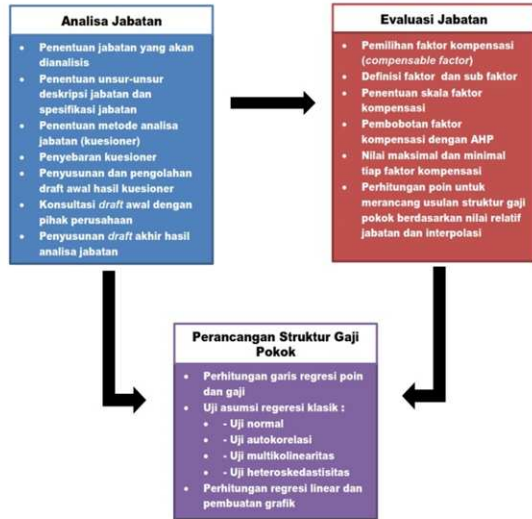 Analisa Jabatan
• Penentuan jabatan yang akan
dianalisis
• Penentuan unsur-unsur
deskripsi jabatan dan
spesifikasi jabatan
• Penentuan metode analisa
jabatan (kuesioner)
• Penyebaran kuesioner
• Penyusunan dan pengolahan
draft awal hasil kuesioner
• Konsultasi draft awal dengan
pihak perusahaan
• Penyusunan draft akhir hasil
analisa jabatan
Evaluasi Jabatan
• Pemilihan faktor kompensasi
(compensable factor)
• Definisi faktor dan sub faktor
• Penentuan skala faktor
kompensasi
• Pembobotan faktor
kompensasi dengan AHP
• Nilai maksimal dan minimal
tiap faktor kompensasi
• Perhitungan poin untuk
merancang usulan struktur gaji
pokok berdasarkan nilai relatif
jabatan dan interpolasi
Perancangan Struktur Gaji
Pokok
• Perhitungan garis regresi poin
dan gaji
• Uji asumsi regeresi klasik :
• - Uji normal
• - Uji autokorelasi
• - Uji multikolinearitas
• - Uji heteroskedastisitas
• Perhitungan regresi linear dan
pembuatan grafik